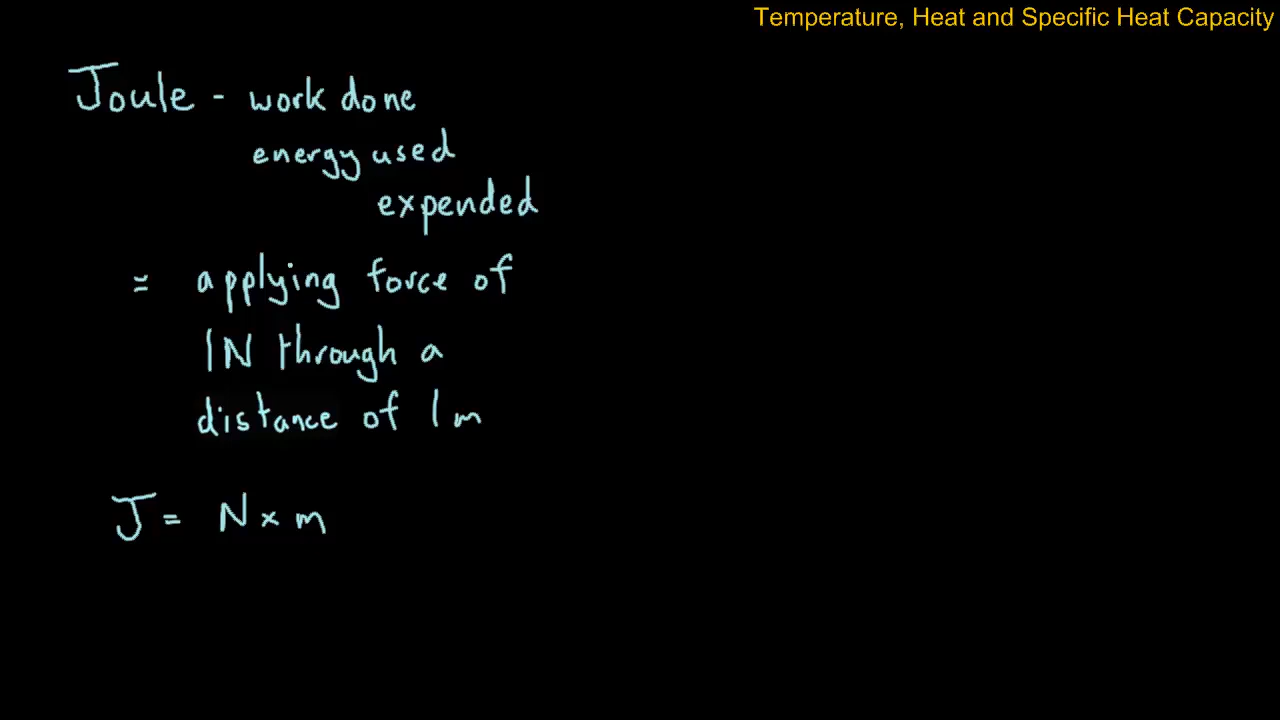 Temperature, Heat and Specific Heat Capacity
Joule - work done
energy used
expended
= applying force of
1N through a
distance of 1m
J = N × m